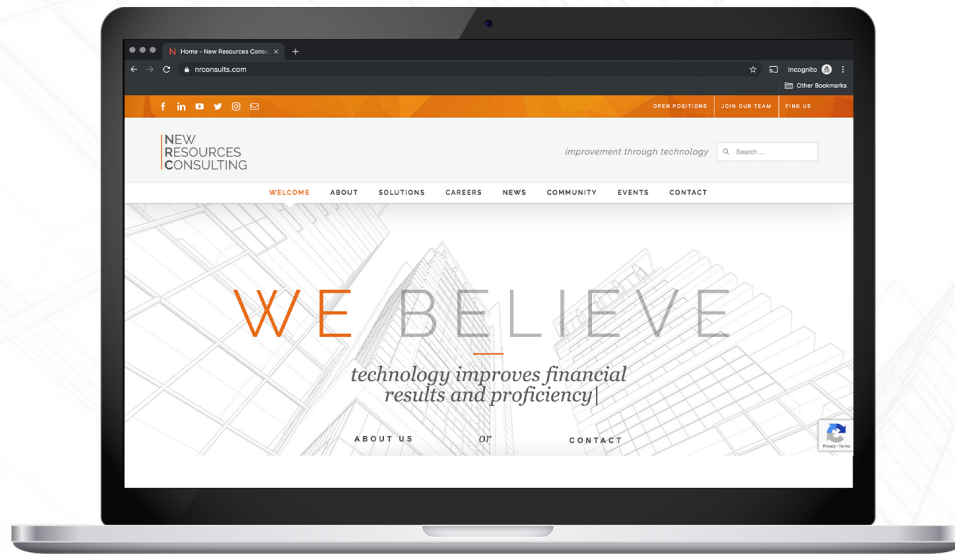 N Home - New Resources Consu
nrconsults.com
Incognito
Other Bookmarks
OPEN POSITIONS JOIN OUR TEAM FIND US
NEW
RESOURCES
CONSULTING
improvement through technology
Search ...
WELCOME ABOUT SOLUTIONS CAREERS NEWS COMMUNITY EVENTS CONTACT
WE BELIEVE
technology improves financial
results and proficiency|
ABOUT US or CONTACT
Privacy - Terms